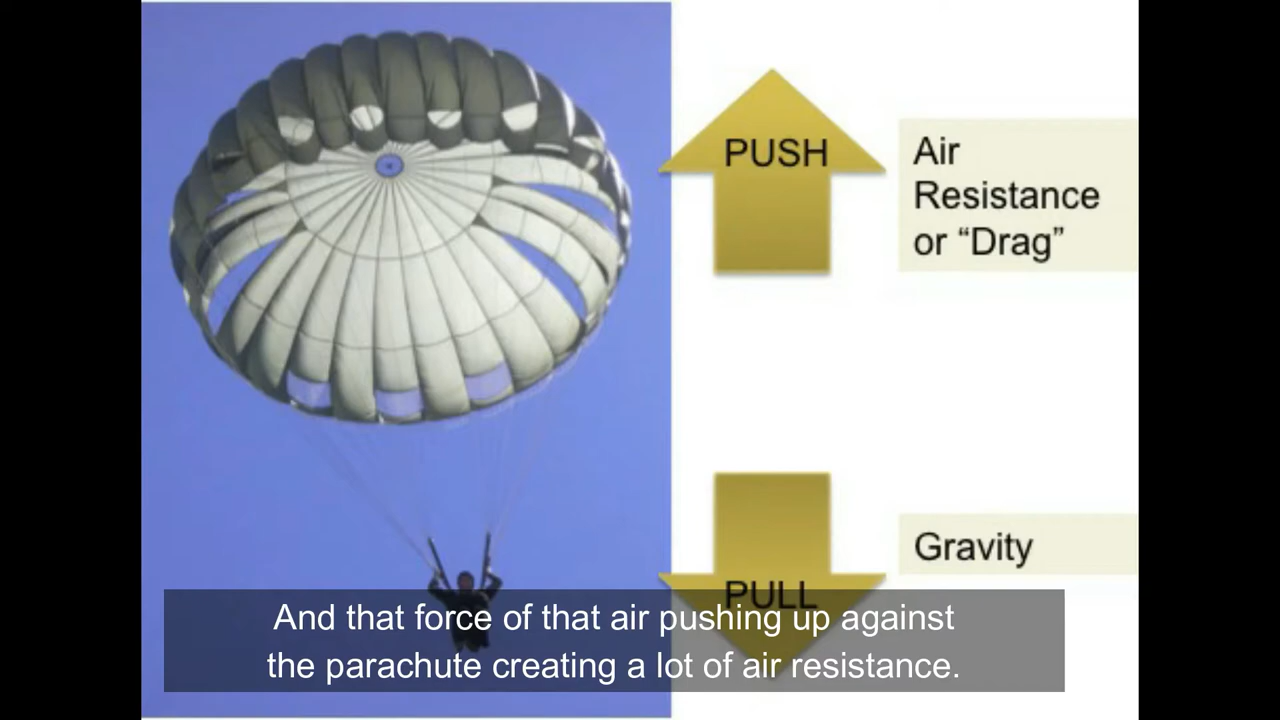 PUSH
Air
Resistance
or “Drag”
Gravity
PULL
And that force of that air pushing up against
the parachute creating a lot of air resistance.